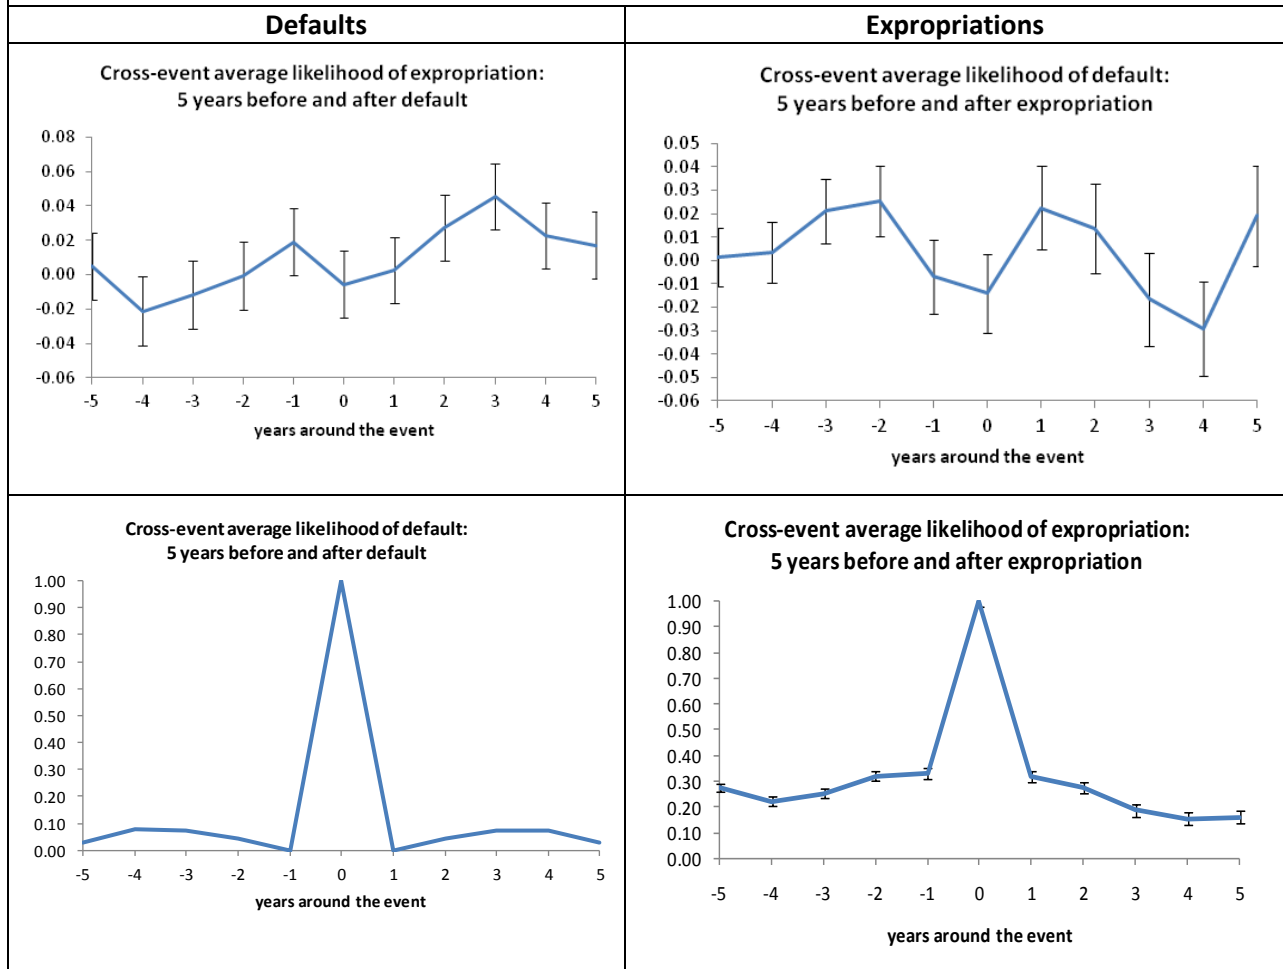 Defaults
Expropriations
Cross-event average likelihood of expropriation:
5 years before and after default
0.08
0.06
0.04
0.02
0.00
-0.02
-0.04
-0.06
-5 -4 -3 -2 -1 0 1 2 3 4 5
years around the event
Cross-event average likelihood of default:
5 years before and after expropriation
0.05
0.04
0.03
0.02
0.01
0.00
-0.01
-0.02
-0.03
-0.04
-0.05
-0.06
-5 -4 -3 -2 -1 0 1 2 3 4 5
years around the event
Cross-event average likelihood of default:
5 years before and after default
1.00
0.90
0.80
0.70
0.60
0.50
0.40
0.30
0.20
0.10
0.00
-5 -4 -3 -2 -1 0 1 2 3 4 5
years around the event
Cross-event average likelihood of expropriation:
5 years before and after expropriation
1.00
0.90
0.80
0.70
0.60
0.50
0.40
0.30
0.20
0.10
0.00
-5 -4 -3 -2 -1 0 1 2 3 4 5
years around the event